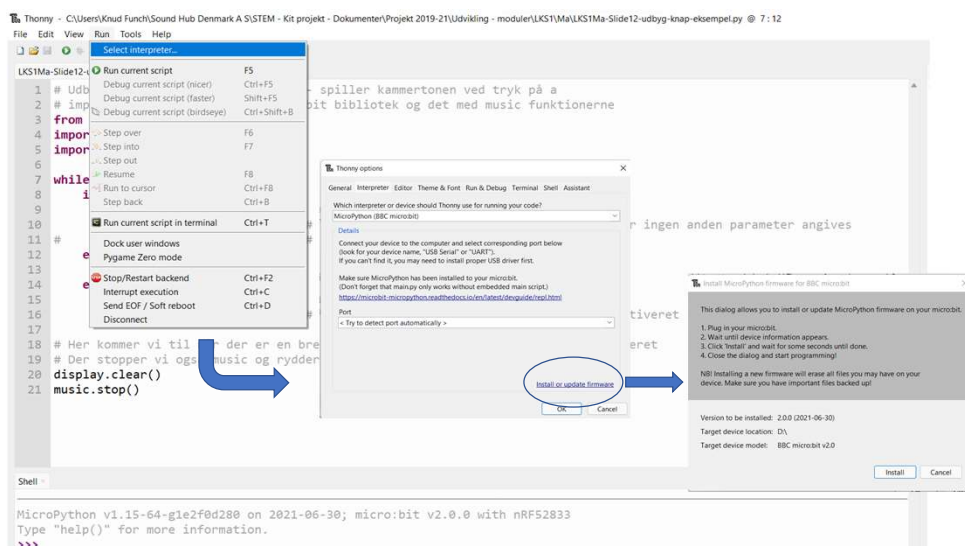 Thonny - C:\Users\Knud Funch\Sound Hub Denmark A S\STEM - Kit projekt - Dokumenter\Projekt 2019-21\Udvikling - moduler\LKS1\Ma\LKS1Ma-Slide12-udbyg-knap-eksempel.py @ 7 : 12
File Edit View Run Tools Help
Select interpreter...
LKS1Ma-Slide12-u
Run current script F5
Debug current script (nicer) Ctrl+F5
Debug current script (faster) Shift+F5
Debug current script (birdseye) Ctrl+Shift+B
Step over F6
Step into F7
Step out
Resume F8
Run to cursor Ctrl+F8
Step back Ctrl+B
Run current script in terminal Ctrl+T
Dock user windows
Pygame Zero mode
Stop/Restart backend Ctrl+F2
Interrupt execution Ctrl+C
Send EOF / Soft reboot Ctrl+D
Disconnect
1 # Udb - spiller kammertonen ved tryk på a
2 # imp bit bibliotek og det med music funktionerne
3 from
4 impor
5 impor
6
7 while
8 i
9
10 # r ingen anden parameter angives
11 # #
12 e
13
14 e
15
16 # tiveret
17
18 # Her kommer vi til der er en bre eret
19 # Der stopper vi ogs music og rydder
20 display.clear()
21 music.stop()
Thonny options
General Interpreter Editor Theme & Font Run & Debug Terminal Shell Assistant
Which interpreter or device should Thonny use for running your code?
MicroPython (BBC micro:bit)
Details
Connect your device to the computer and select corresponding port below
(look for your device name, "USB Serial" or "UART").
If you can't find it, you may need to install proper USB driver first.
Make sure MicroPython has been installed to your micro:bit.
(Don't forget that main.py only works without embedded main script.)
https://microbit-micropython.readthedocs.io/en/latest/devguide/repl.html
Port
< Try to detect port automatically >
Install or update firmware
OK Cancel
Install MicroPython firmware for BBC micro:bit
This dialog allows you to install or update MicroPython firmware on your micro:bit.
1. Plug in your micro:bit.
2. Wait until device information appears.
3. Click 'Install' and wait for some seconds until done.
4. Close the dialog and start programming!
NB! Installing a new firmware will erase all files you may have on your
device. Make sure you have important files backed up!
Version to be installed: 2.0.0 (2021-06-30)
Target device location: D:\
Target device model: BBC micro:bit v2.0
Install Cancel
Shell
MicroPython v1.15-64-g1e2f0d280 on 2021-06-30; micro:bit v2.0.0 with nRF52833
Type "help()" for more information.
>>>